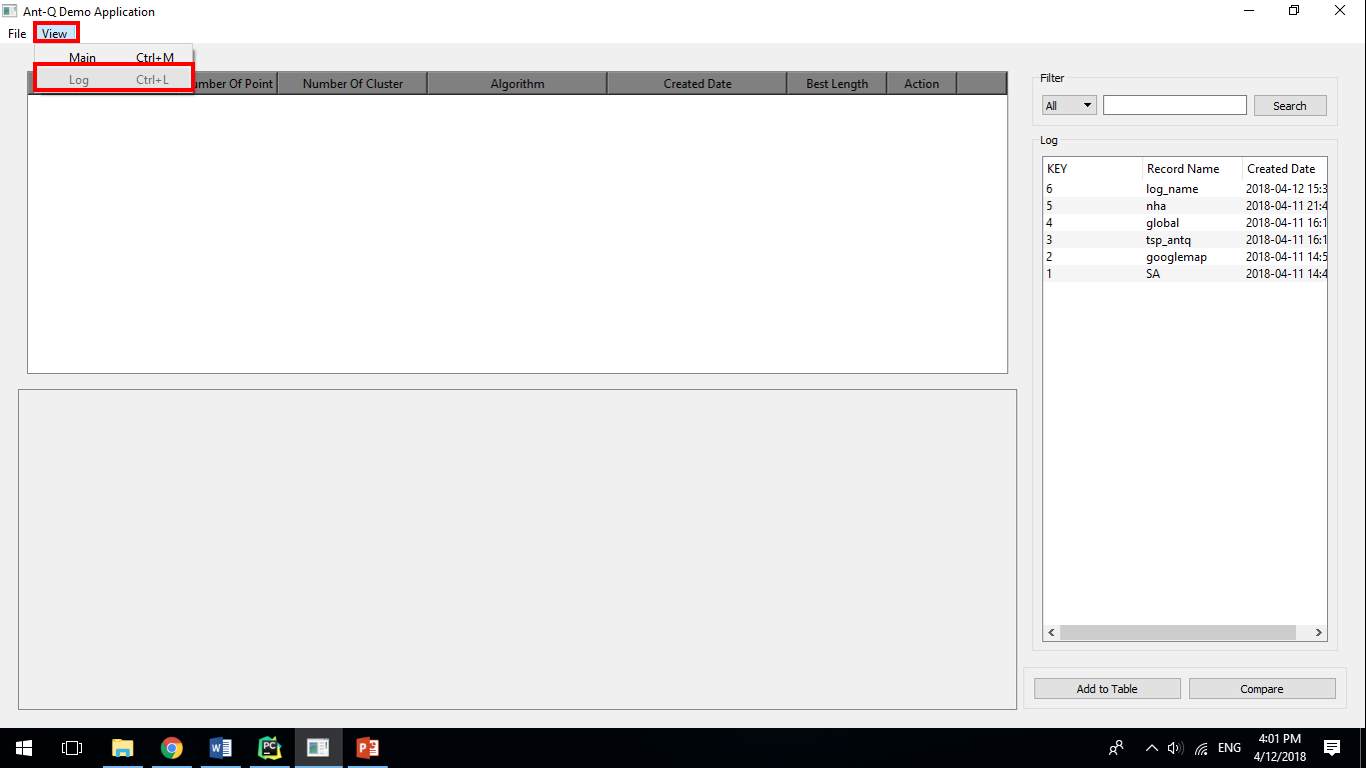 Ant-Q Demo Application
File View
Main Ctrl+M
Log Ctrl+L
Number Of Point Number Of Cluster Algorithm Created Date Best Length Action
Filter
All Search
Log
KEY Record Name Created Date
6 log_name 2018-04-12 15:3
5 nha 2018-04-11 21:4
4 global 2018-04-11 16:1
3 tsp_antq 2018-04-11 16:1
2 googlemap 2018-04-11 14:5
1 SA 2018-04-11 14:4
Add to Table Compare
ENG
4:01 PM
4/12/2018